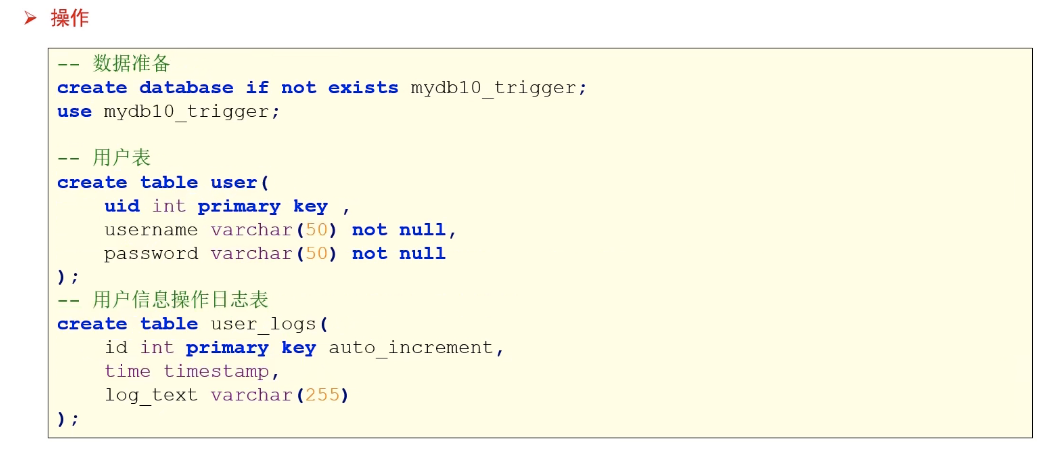 ➢ 操作
-- 数据准备
create database if not exists mydb10_trigger;
use mydb10_trigger;
-- 用户表
create table user(
    uid int primary key ,
    username varchar(50) not null,
    password varchar(50) not null
);
-- 用户信息操作日志表
create table user_logs(
    id int primary key auto_increment,
    time timestamp,
    log_text varchar(255)
);